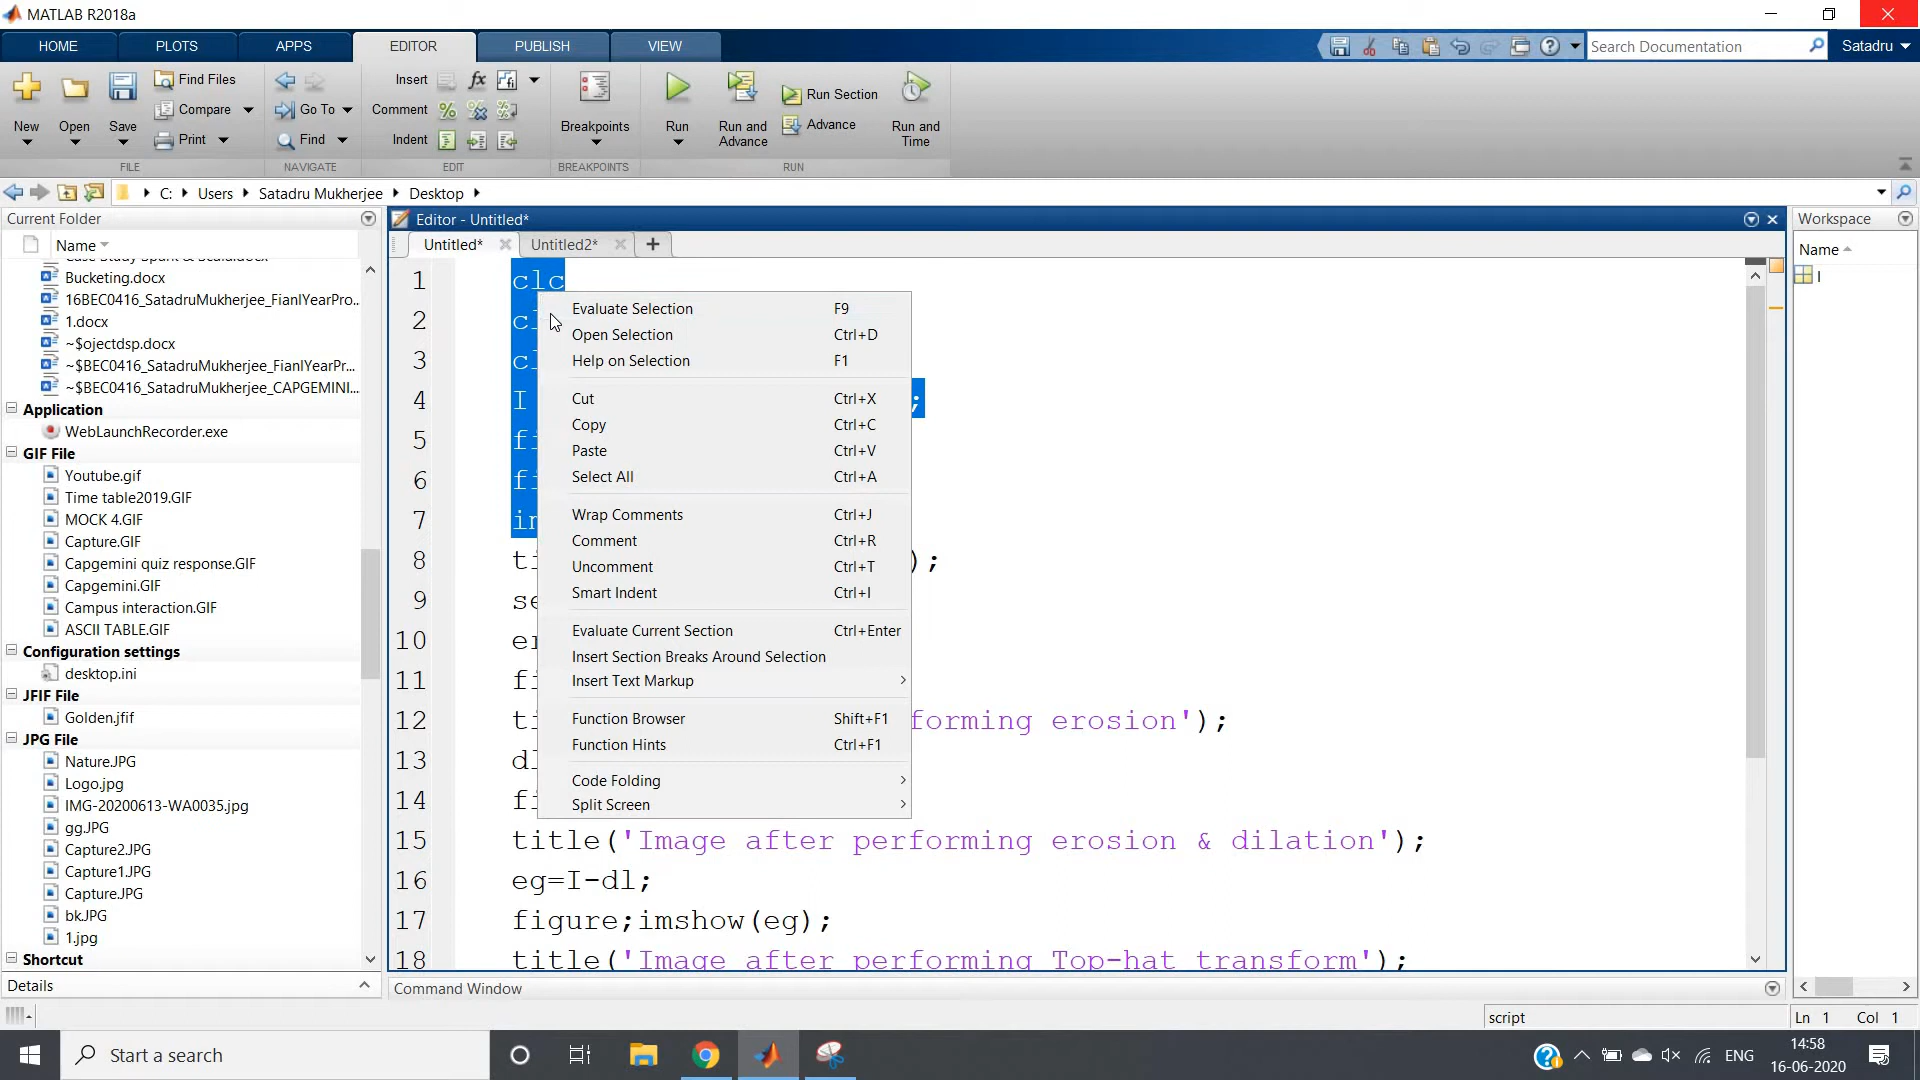 MATLAB R2018a
HOME
PLOTS
APPS
EDITOR
PUBLISH
VIEW
Search Documentation
Satadru
New
Open
Save
Find Files
Compare
Print
FILE
Go To
Find
NAVIGATE
Insert
Comment
Indent
EDIT
Breakpoints
BREAKPOINTS
Run
Run and Advance
Run Section
Advance
Run and Time
RUN
C: Users Satadru Mukherjee Desktop
Current Folder
Name
Bucketing.docx
16BEC0416_SatadruMukherjee_FianlYearPro...
1.docx
~$ojectdsp.docx
~$BEC0416_SatadruMukherjee_FianlYearPr...
~$BEC0416_SatadruMukherjee_CAPGEMINI...
Application
WebLaunchRecorder.exe
GIF File
Youtube.gif
Time table2019.GIF
MOCK 4.GIF
Capture.GIF
Capgemini quiz response.GIF
Capgemini.GIF
Campus interaction.GIF
ASCII TABLE.GIF
Configuration settings
desktop.ini
JFIF File
Golden.jfif
JPG File
Nature.JPG
Logo.jpg
IMG-20200613-WA0035.jpg
gg.JPG
Capture2.JPG
Capture1.JPG
Capture.JPG
bk.JPG
1.jpg
Shortcut
Details
Editor - Untitled*
Untitled*
Untitled2*
1 clc
2
3
4 I ;
5
6
7
8 );
9
10
11
12 forming erosion');
13
14
15 title('Image after performing erosion & dilation');
16 eg=I-dl;
17 figure;imshow(eg);
18 title('Image after performing Top-hat transform');
Evaluate Selection F9
Open Selection Ctrl+D
Help on Selection F1
Cut Ctrl+X
Copy Ctrl+C
Paste Ctrl+V
Select All Ctrl+A
Wrap Comments Ctrl+J
Comment Ctrl+R
Uncomment Ctrl+T
Smart Indent Ctrl+I
Evaluate Current Section Ctrl+Enter
Insert Section Breaks Around Selection
Insert Text Markup
Function Browser Shift+F1
Function Hints Ctrl+F1
Code Folding
Split Screen
Command Window
Workspace
Name
I
script
Ln 1 Col 1
Start a search
ENG
14:58
16-06-2020